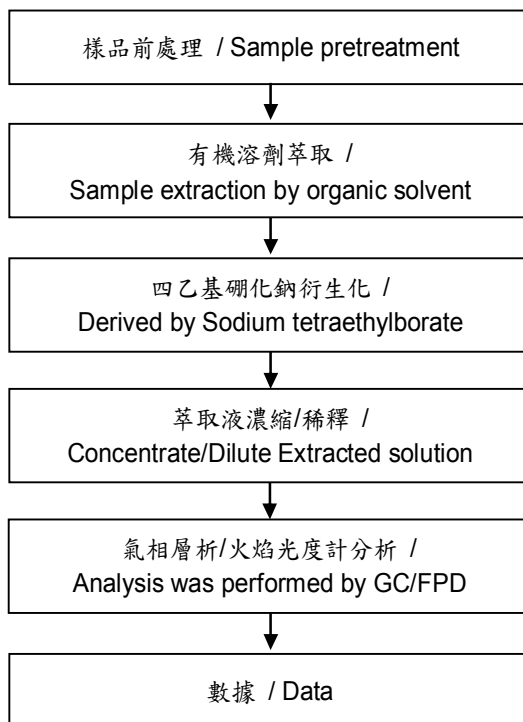 樣品前處理 / Sample pretreatment
有機溶劑萃取 /
Sample extraction by organic solvent
四乙基硼化鈉衍生化 /
Derived by Sodium tetraethylborate
萃取液濃縮/稀釋 /
Concentrate/Dilute Extracted solution
氣相層析/火焰光度計分析 /
Analysis was performed by GC/FPD
數據 / Data